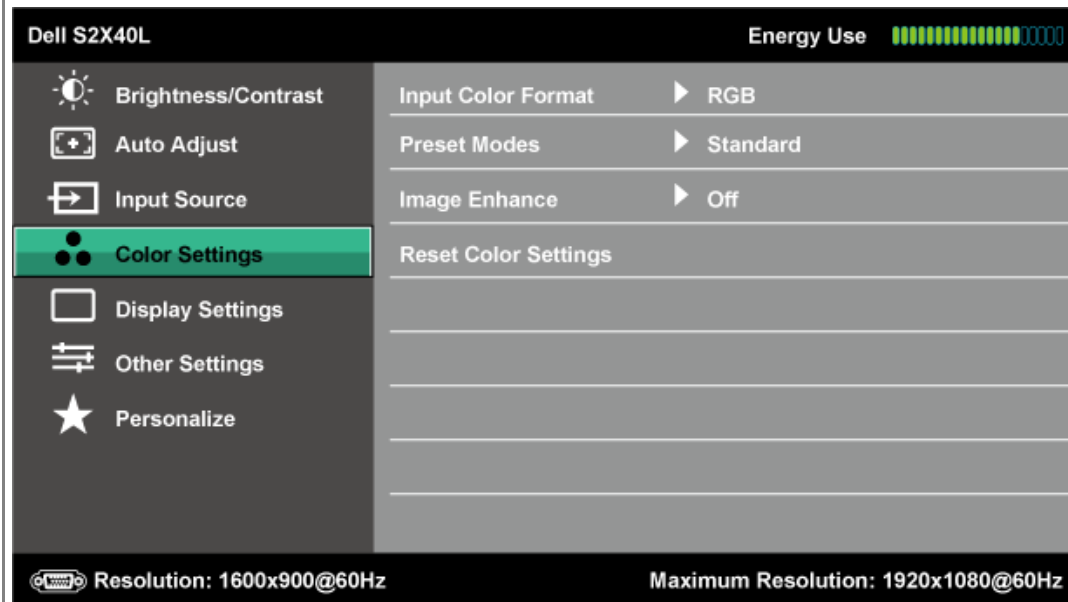 Dell S2X40L Energy Use
Brightness/Contrast
Auto Adjust
Input Source
Color Settings
Display Settings
Other Settings
Personalize
Input Color Format RGB
Preset Modes Standard
Image Enhance Off
Reset Color Settings
Resolution: 1600x900@60Hz Maximum Resolution: 1920x1080@60Hz